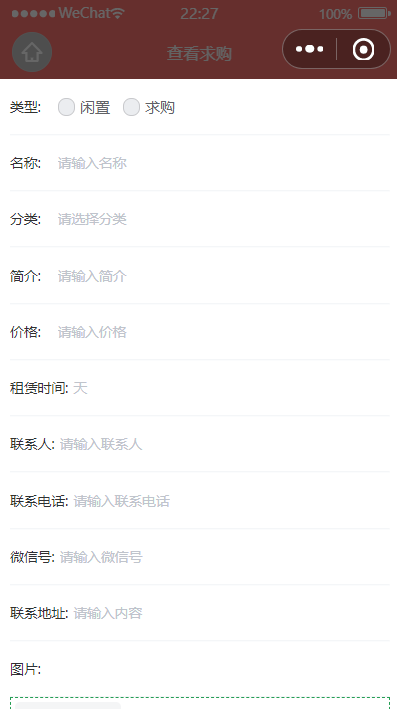 WeChat 22:27 100%
查看求购
类型: 闲置 求购
名称: 请输入名称
分类: 请选择分类
简介: 请输入简介
价格: 请输入价格
租赁时间: 天
联系人: 请输入联系人
联系电话: 请输入联系电话
微信号: 请输入微信号
联系地址: 请输入内容
图片: